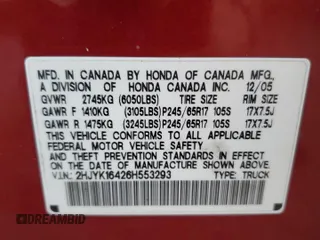 MFD. IN CANADA BY HONDA OF CANADA MFG.,
A DIVISION OF HONDA CANADA INC. 12/05
GVWR 2745KG (6050LBS) TIRE SIZE RIM SIZE
GAWR F 1410KG (3105LBS)P245/65R17 105S 17X7.5J
GAWR R 1475KG (3245LBS)P245/65R17 105S 17X7.5J
THIS VEHICLE CONFORMS TO ALL APPLICABLE
FEDERAL MOTOR VEHICLE SAFETY
AND THEFT PREVENTION STANDARDS IN EFFECT
ON THE DATE OF MANUFACTURE SHOWN ABOVE.
V.I.N.: 2HJYK16426H553293 TYPE: TRUCK
DREAMBID